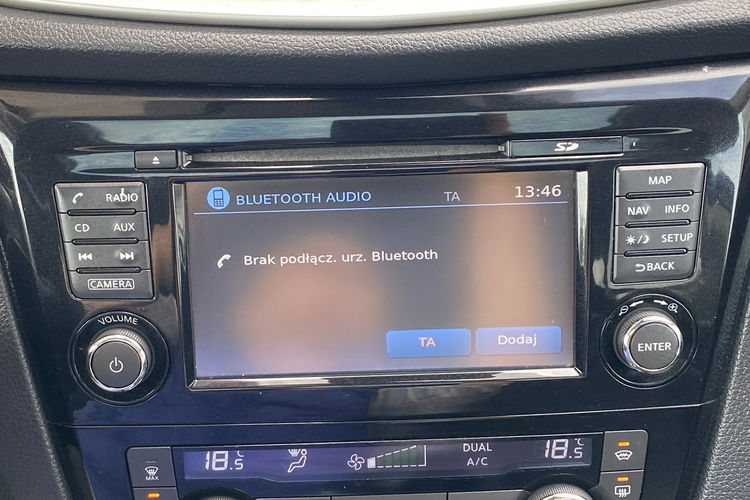 SD
RADIO
CD AUX
CAMERA
VOLUME
BLUETOOTH AUDIO TA 13:46
Brak podłącz. urz. Bluetooth
TA Dodaj
MAP
NAV INFO
SETUP
BACK
ENTER
MAX
18.5°C
DUAL
A/C
18.5°C